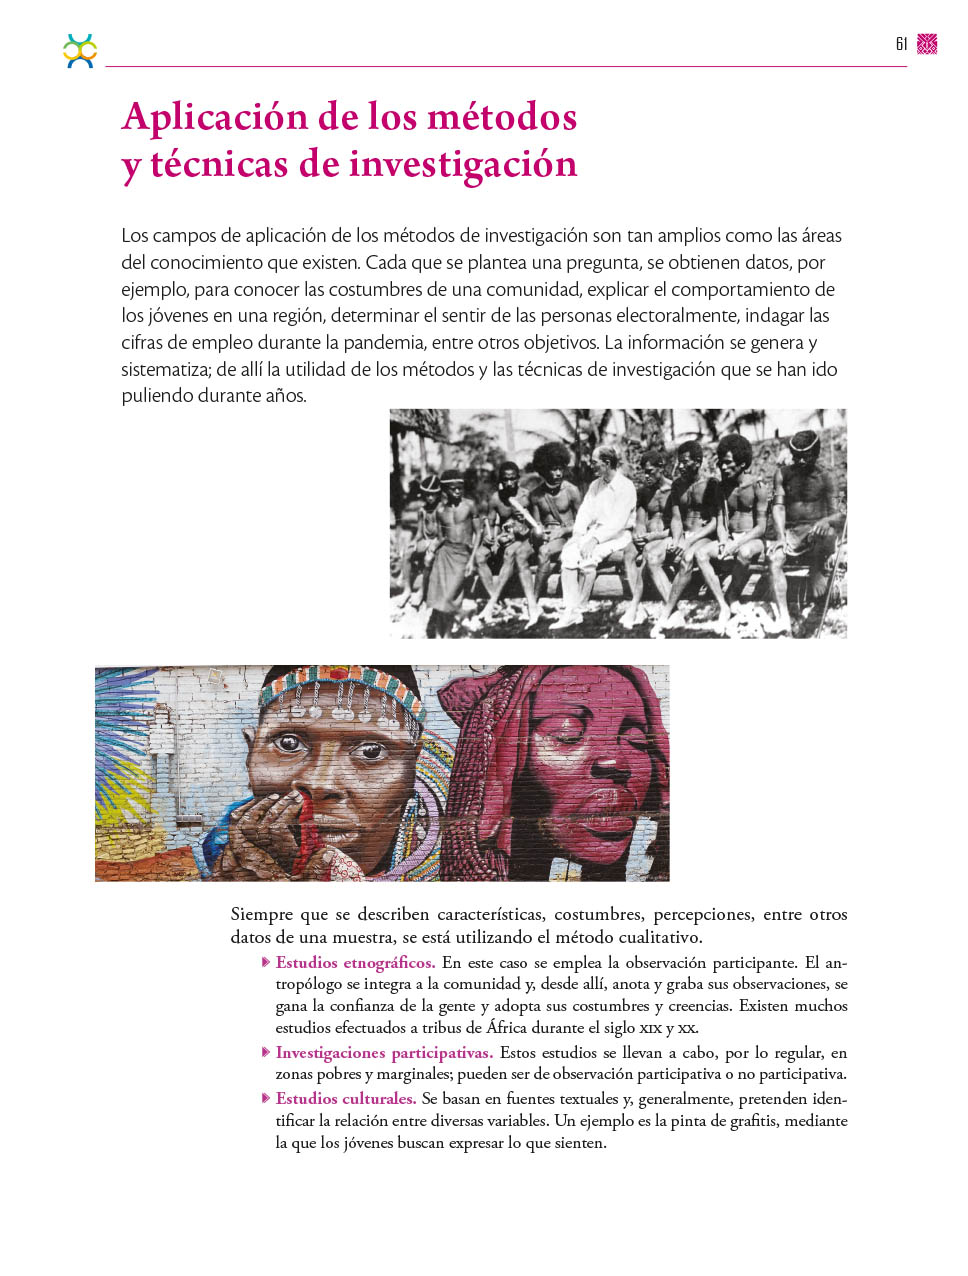 61
Aplicación de los métodos
y técnicas de investigación
Los campos de aplicación de los métodos de investigación son tan amplios como las áreas
del conocimiento que existen. Cada que se plantea una pregunta, se obtienen datos, por
ejemplo, para conocer las costumbres de una comunidad, explicar el comportamiento de
los jóvenes en una región, determinar el sentir de las personas electoralmente, indagar las
cifras de empleo durante la pandemia, entre otros objetivos. La información se genera y
sistematiza; de allí la utilidad de los métodos y las técnicas de investigación que se han ido
puliendo durante años.
Siempre que se describen características, costumbres, percepciones, entre otros
datos de una muestra, se está utilizando el método cualitativo.
Estudios etnográficos. En este caso se emplea la observación participante. El an-
tropólogo se integra a la comunidad y, desde allí, anota y graba sus observaciones, se
gana la confianza de la gente y adopta sus costumbres y creencias. Existen muchos
estudios efectuados a tribus de África durante el siglo XIX y XX.
Investigaciones participativas. Estos estudios se llevan a cabo, por lo regular, en
zonas pobres y marginales; pueden ser de observación participativa o no participativa.
Estudios culturales. Se basan en fuentes textuales y, generalmente, pretenden iden-
tificar la relación entre diversas variables. Un ejemplo es la pinta de grafitis, mediante
la que los jóvenes buscan expresar lo que sienten.